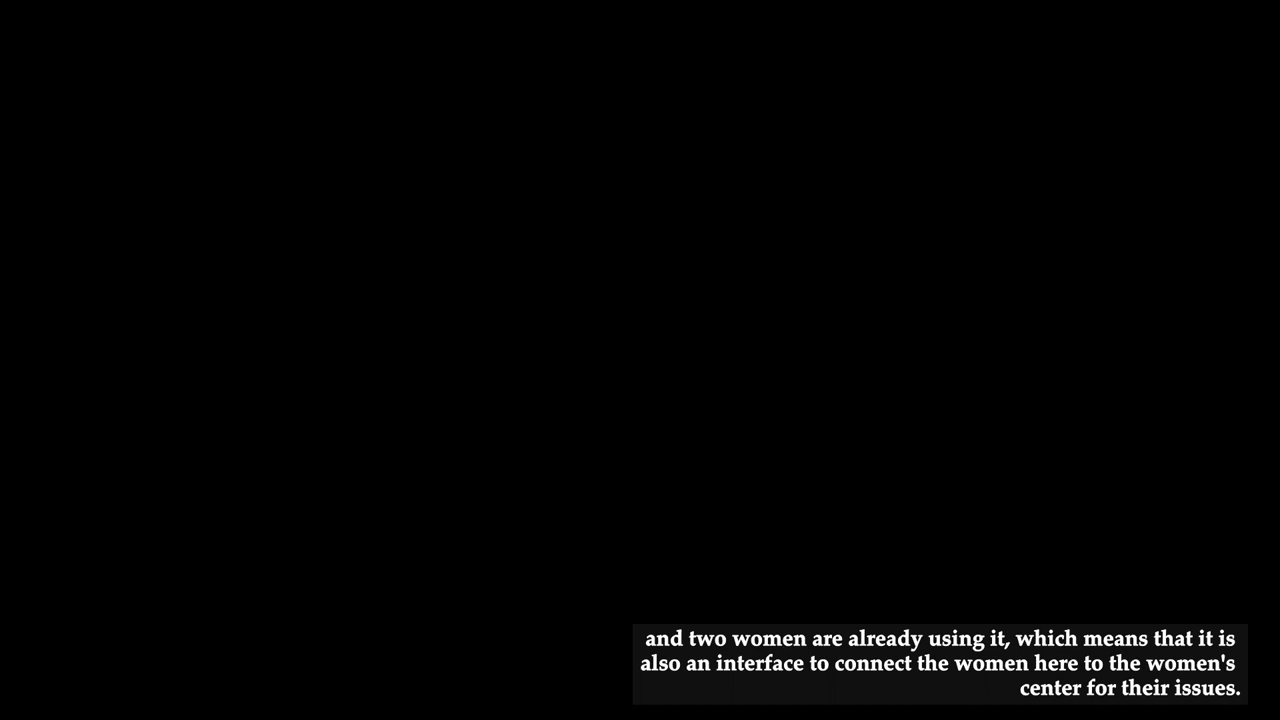 and two women are already using it, which means that it is
also an interface to connect the women here to the women's
center for their issues.